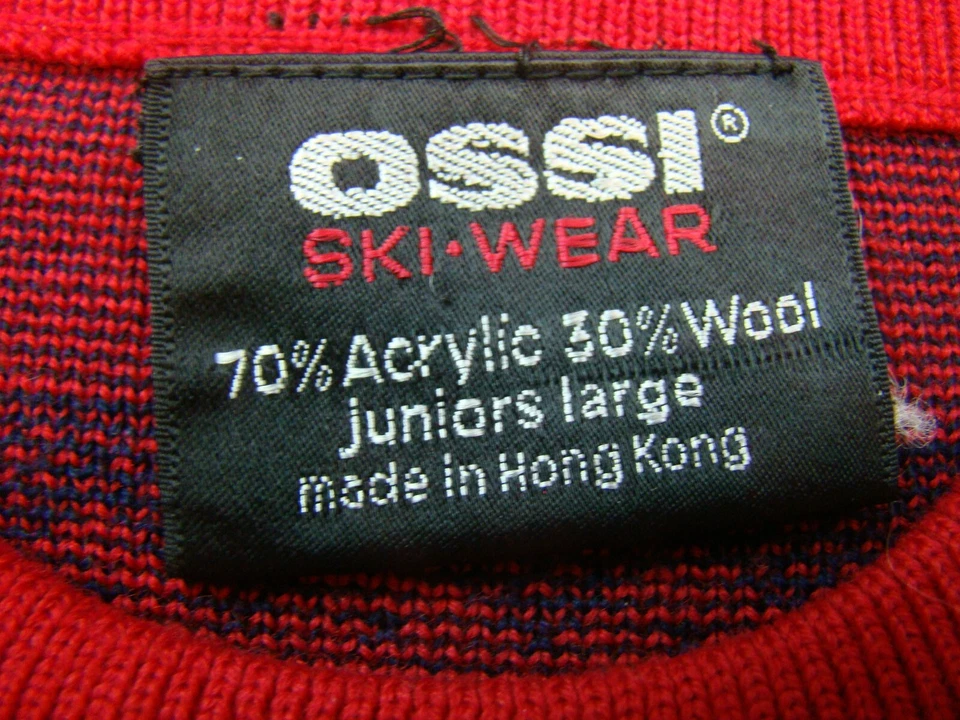 OSSI®
SKI·WEAR
70% Acrylic 30% Wool
juniors large
made in Hong Kong